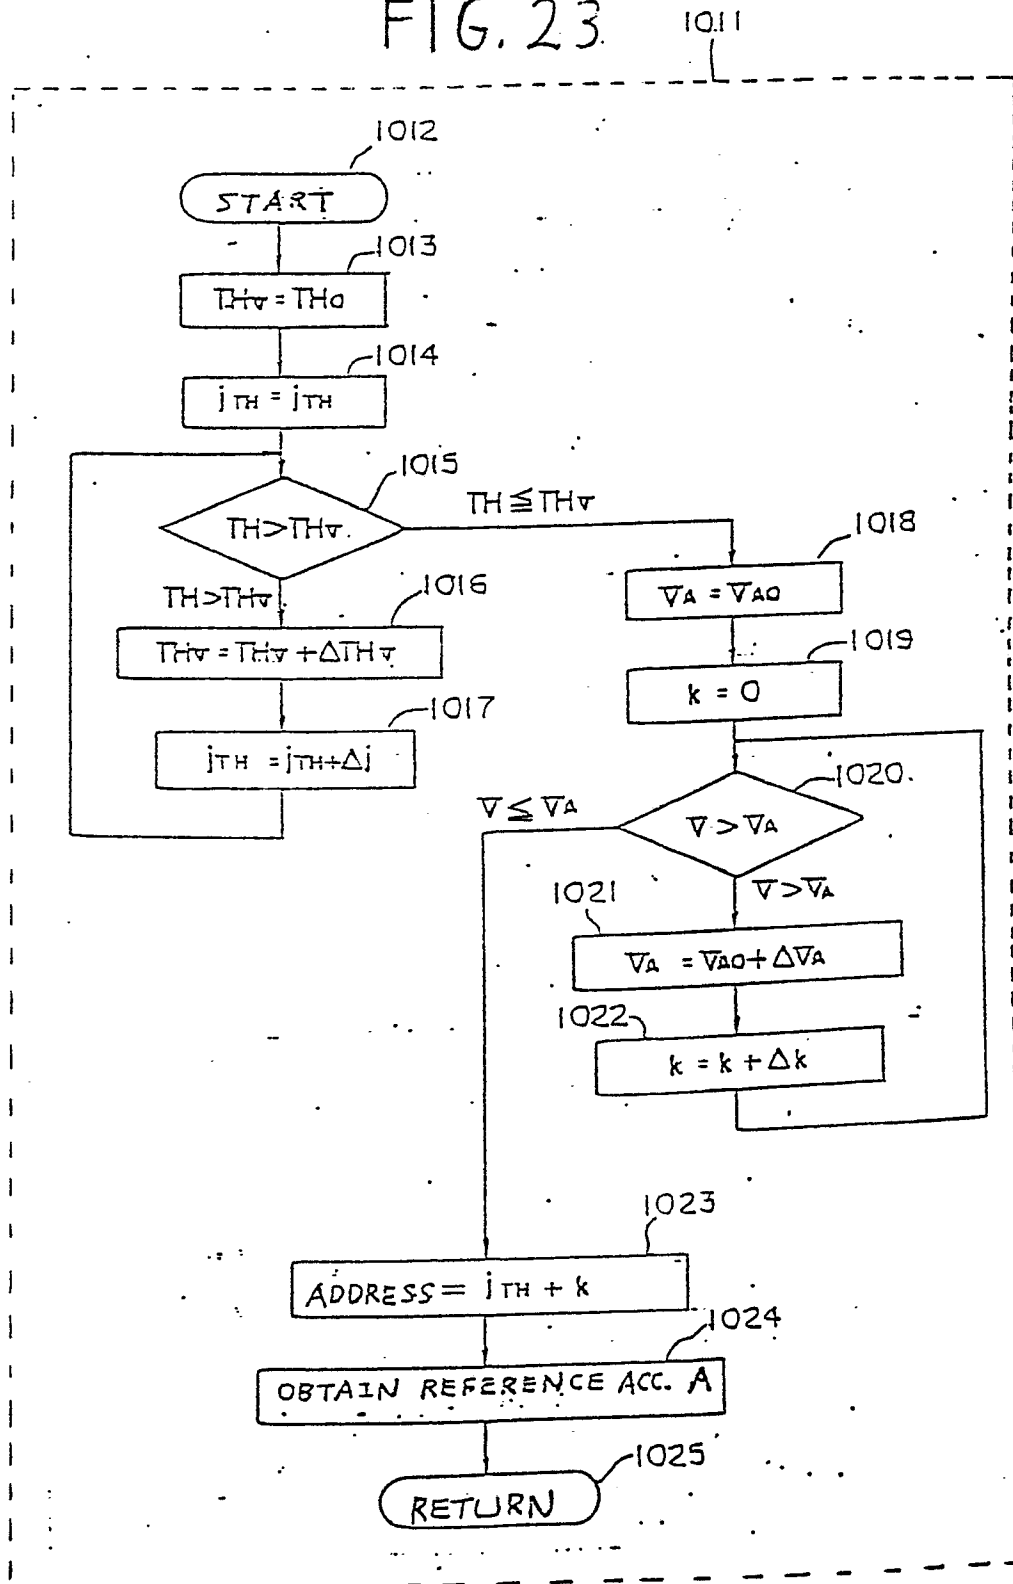 FIG. 23
1011
1012
START
1013
THV = THO
1014
jTH = jTH
1015
TH>THV.
TH≦THV
TH>THV
1016
THV = THV +ΔTHV
1017
jTH = jTH+Δj
1018
VA = VAO
1019
k = 0
1020.
V > VA
V ≦ VA
V>VA
1021
VA = VAO+ ΔVA
1022
k = k + Δk
1023
ADDRESS = jTH + k
1024
OBTAIN REFERENCE ACC. A
1025
RETURN